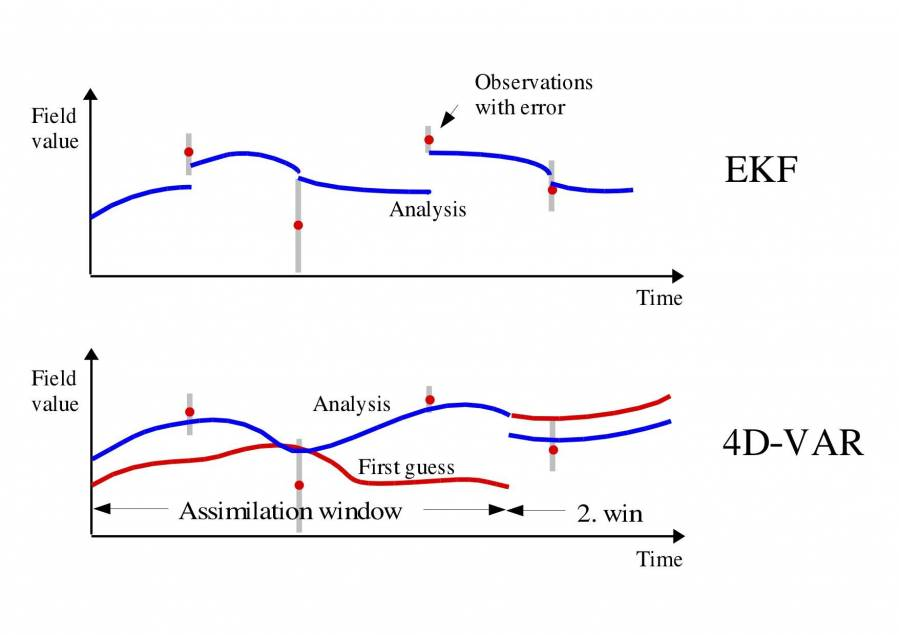 Observations
with error
Field
value
EKF
Analysis
Time
Field
value
Analysis
4D-VAR
First guess
Assimilation window
2. win
Time